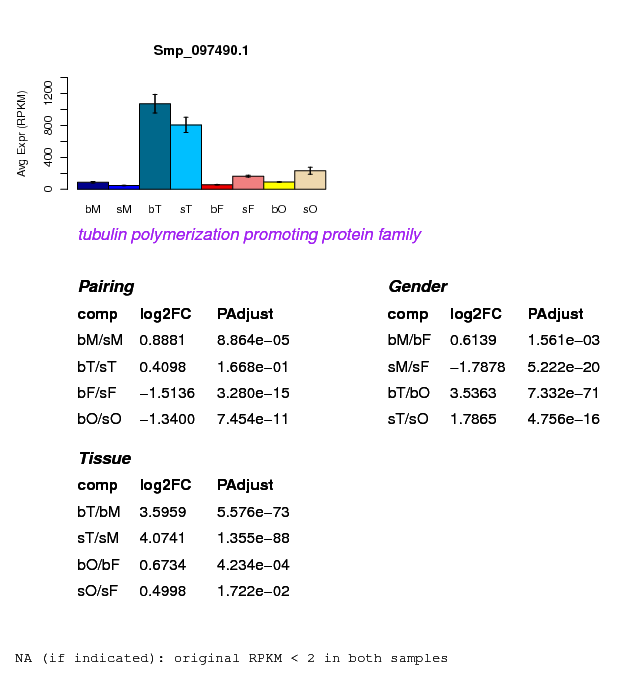 Smp_097490.1
Avg Expr (RPKM)
0 400 800 1200
bM sM bT sT bF sF bO sO
tubulin polymerization promoting protein family
Pairing
comp log2FC PAdjust
bM/sM 0.8881 8.864e−05
bT/sT 0.4098 1.668e−01
bF/sF −1.5136 3.280e−15
bO/sO −1.3400 7.454e−11
Gender
comp log2FC PAdjust
bM/bF 0.6139 1.561e−03
sM/sF −1.7878 5.222e−20
bT/bO 3.5363 7.332e−71
sT/sO 1.7865 4.756e−16
Tissue
comp log2FC PAdjust
bT/bM 3.5959 5.576e−73
sT/sM 4.0741 1.355e−88
bO/bF 0.6734 4.234e−04
sO/sF 0.4998 1.722e−02
NA (if indicated): original RPKM < 2 in both samples